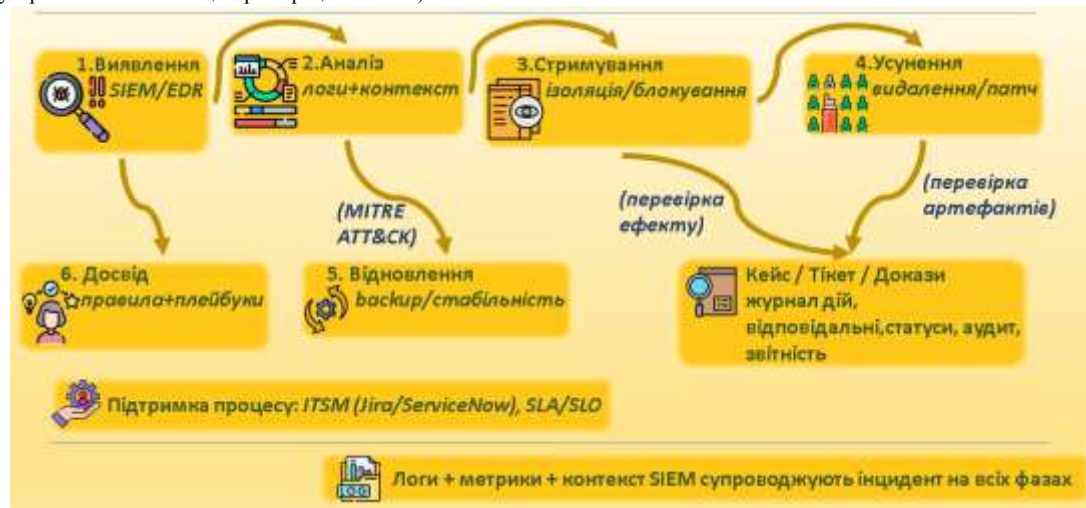 1.Виявлення
SIEM/EDR
2.Аналіз
логи+контекст
3.Стримування
ізоляція/блокування
4.Усунення
видалення/патч
(MITRE
ATT&CK)
(перевірка
ефекту)
(перевірка
артефактів)
6. Досвід
правила+плейбуки
5. Відновлення
backup/стабільність
Кейс / Тікет / Докази
журнал дій,
відповідальні,статуси, аудит,
звітність
Підтримка процесу: ITSM (Jira/ServiceNow), SLA/SLO
LOG
Логи + метрики + контекст SIEM супроводжують інцидент на всіх фазах